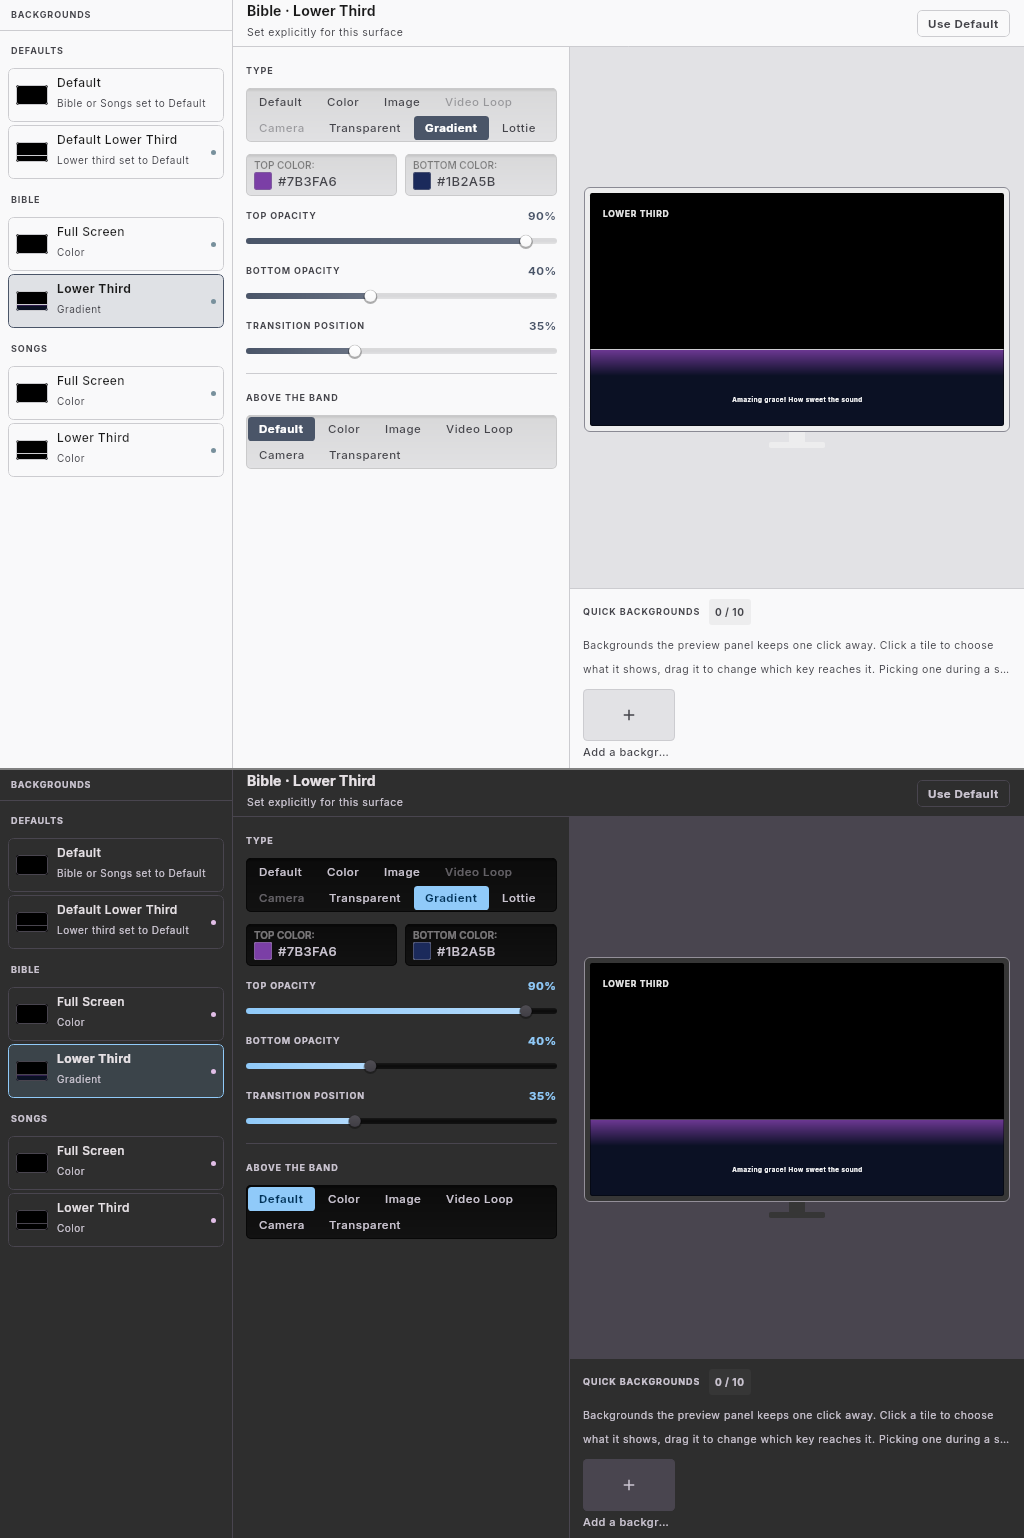 BACKGROUNDS
DEFAULTS
Default
Bible or Songs set to Default
Default Lower Third
Lower third set to Default
BIBLE
Full Screen
Color
Lower Third
Gradient
SONGS
Full Screen
Color
Lower Third
Color
Bible · Lower Third
Set explicitly for this surface
Use Default
TYPE
Default Color Image Video Loop
Camera Transparent Gradient Lottie
TOP COLOR: BOTTOM COLOR:
#7B3FA6 #1B2A5B
TOP OPACITY 90%
BOTTOM OPACITY 40%
TRANSITION POSITION 35%
ABOVE THE BAND
Default Color Image Video Loop
Camera Transparent
LOWER THIRD
Amazing grace! How sweet the sound
QUICK BACKGROUNDS 0 / 10
Backgrounds the preview panel keeps one click away. Click a tile to choose
what it shows, drag it to change which key reaches it. Picking one during a s...
+
Add a backgr...
BACKGROUNDS
DEFAULTS
Default
Bible or Songs set to Default
Default Lower Third
Lower third set to Default
BIBLE
Full Screen
Color
Lower Third
Gradient
SONGS
Full Screen
Color
Lower Third
Color
Bible · Lower Third
Set explicitly for this surface
Use Default
TYPE
Default Color Image Video Loop
Camera Transparent Gradient Lottie
TOP COLOR: BOTTOM COLOR:
#7B3FA6 #1B2A5B
TOP OPACITY 90%
BOTTOM OPACITY 40%
TRANSITION POSITION 35%
ABOVE THE BAND
Default Color Image Video Loop
Camera Transparent
LOWER THIRD
Amazing grace! How sweet the sound
QUICK BACKGROUNDS 0 / 10
Backgrounds the preview panel keeps one click away. Click a tile to choose
what it shows, drag it to change which key reaches it. Picking one during a s...
+
Add a backgr...